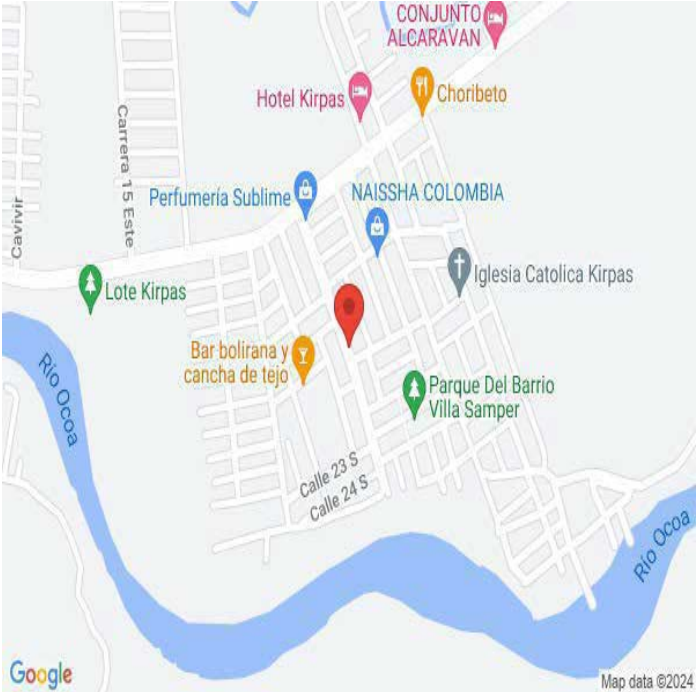 CONJUNTO
ALCARAVAN
Hotel Kirpas
Choribeto
Carrera 15 Este
Perfumería Sublime
NAISSHA COLOMBIA
Cavivir
Iglesia Catolica Kirpas
Lote Kirpas
Bar bolirana y
cancha de tejo
Río Ocoa
Parque Del Barrio
Villa Samper
Calle 23 S
Calle 24 S
Río Ocoa
Google
Map data ©2024